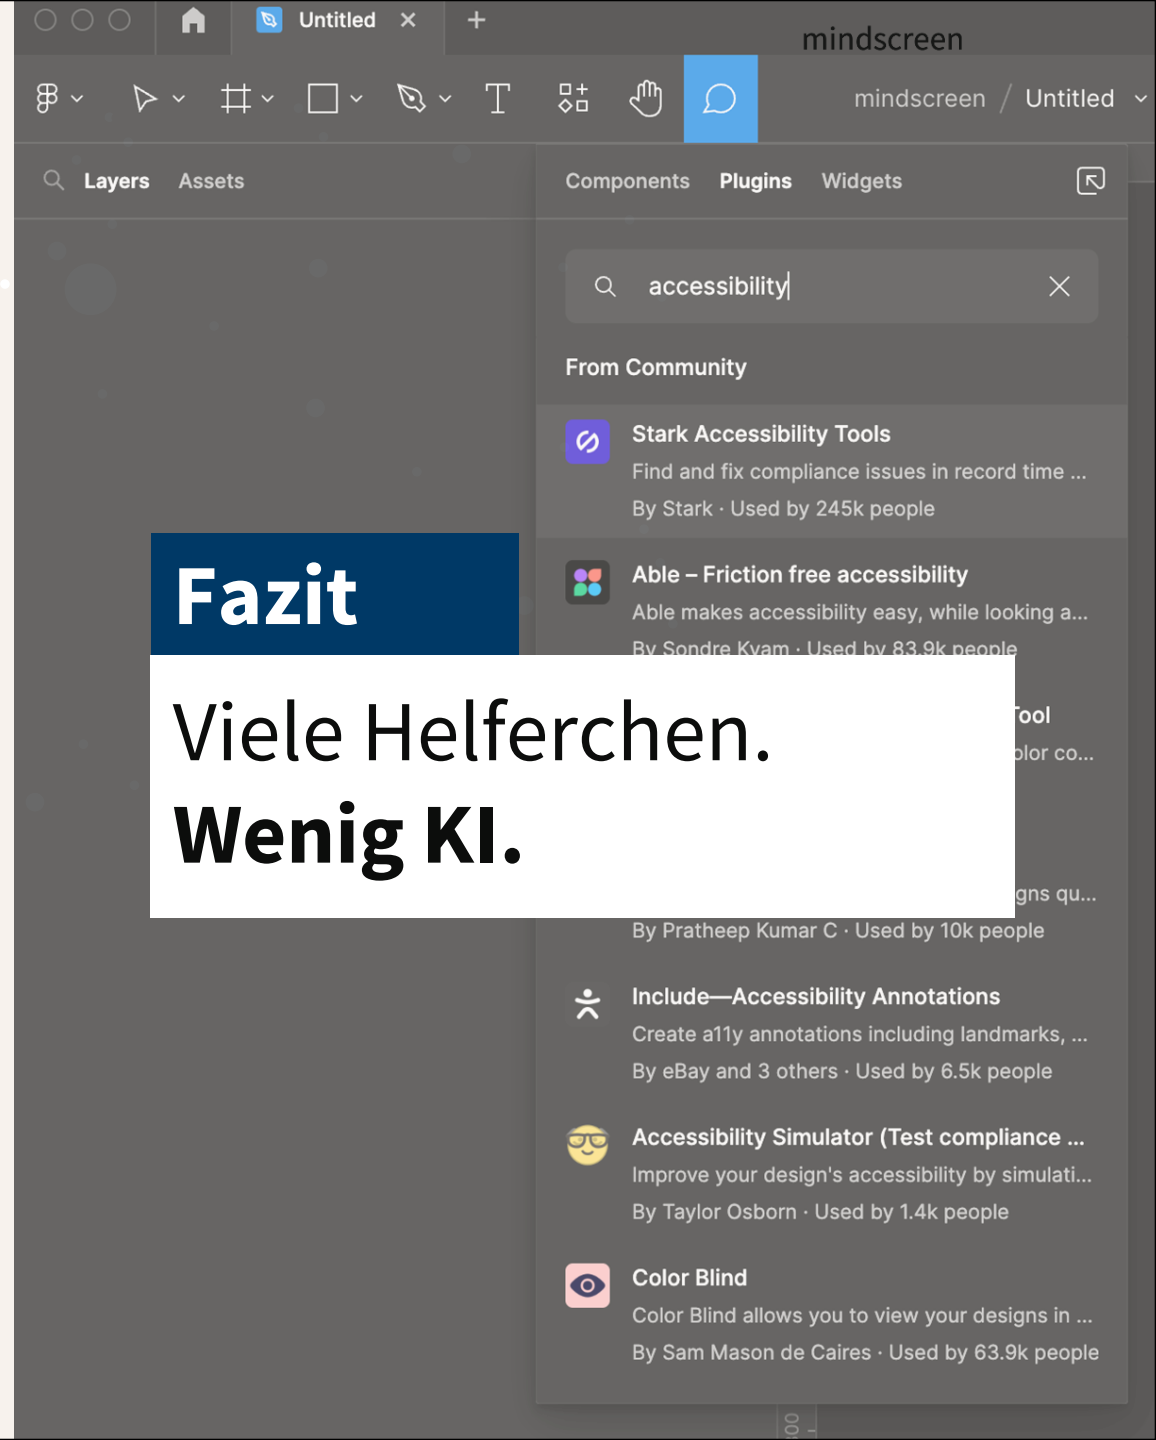 Untitled
mindscreen
mindscreen / Untitled
Layers Assets
Components Plugins Widgets
accessibility
From Community
Stark Accessibility Tools
Find and fix compliance issues in record time ...
By Stark · Used by 245k people
Able – Friction free accessibility
Able makes accessibility easy, while looking a...
By Sondre Kvam · Used by 83.9k people
Fazit
Viele Helferchen.
Wenig KI.
Tool
olor co...
gns qu...
By Pratheep Kumar C · Used by 10k people
Include—Accessibility Annotations
Create a11y annotations including landmarks, ...
By eBay and 3 others · Used by 6.5k people
Accessibility Simulator (Test compliance ...
Improve your design's accessibility by simulati...
By Taylor Osborn · Used by 1.4k people
Color Blind
Color Blind allows you to view your designs in ...
By Sam Mason de Caires · Used by 63.9k people